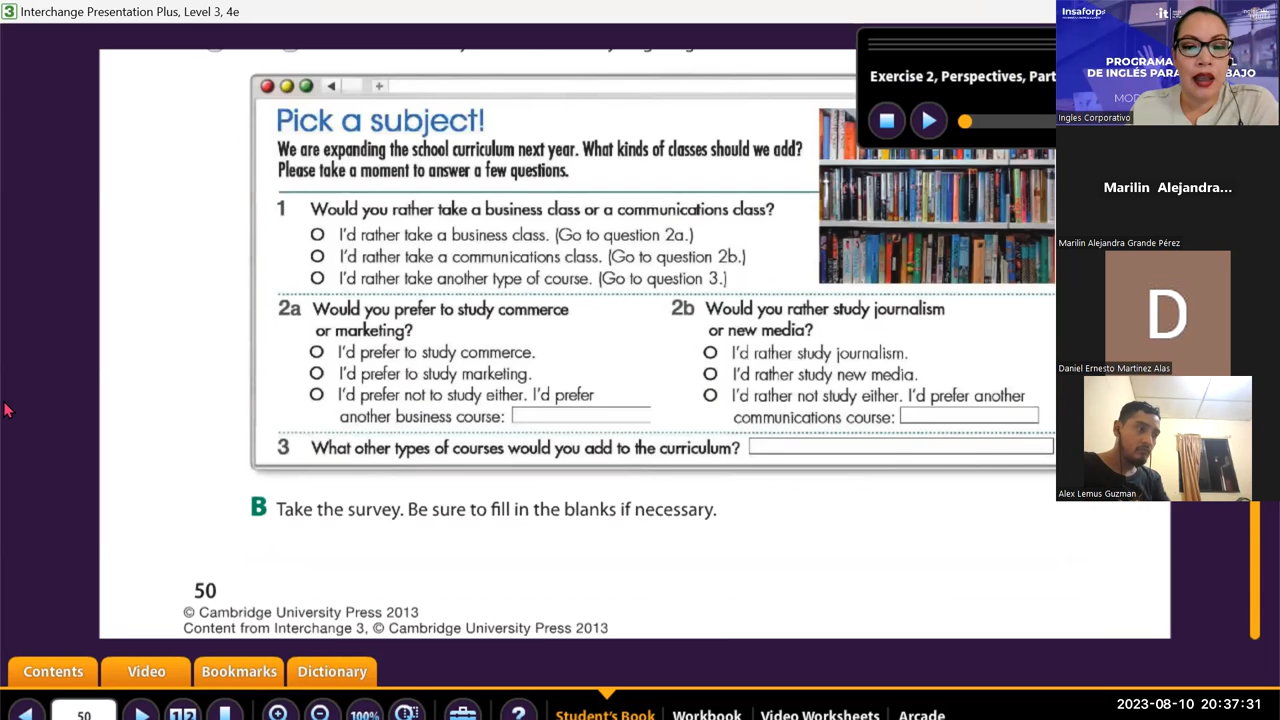 Interchange Presentation Plus, Level 3, 4e
Pick a subject!
We are expanding the school curriculum next year. What kinds of classes should we add?
Please take a moment to answer a few questions.
1 Would you rather take a business class or a communications class?
I'd rather take a business class. (Go to question 2a.)
I'd rather take a communications class. (Go to question 2b.)
I'd rather take another type of course. (Go to question 3.)
2a Would you prefer to study commerce
or marketing?
I'd prefer to study commerce.
I'd prefer to study marketing.
I'd prefer not to study either. I'd prefer
another business course:
2b Would you rather study journalism
or new media?
I'd rather study journalism.
I'd rather study new media.
I'd rather not study either. I'd prefer another
communications course:
3 What other types of courses would you add to the curriculum?
B Take the survey. Be sure to fill in the blanks if necessary.
50
© Cambridge University Press 2013
Content from Interchange 3, © Cambridge University Press 2013
Exercise 2, Perspectives, Part
Insaforp
it
PROGRAMA L
DE INGLÉS PARA BAJO
MOD
Ingles Corporativo
Marilin Alejandra...
Marilin Alejandra Grande Pérez
D
Daniel Ernesto Martinez Alas
Alex Lemus Guzman
Contents
Video
Bookmarks
Dictionary
50
1 2
100%
?
Student's Book
Workbook
Video Worksheets
Arcade
2023-08-10 20:37:31